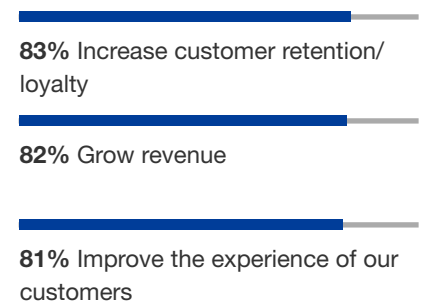 83% Increase customer retention/
loyalty
82% Grow revenue
81% Improve the experience of our
customers